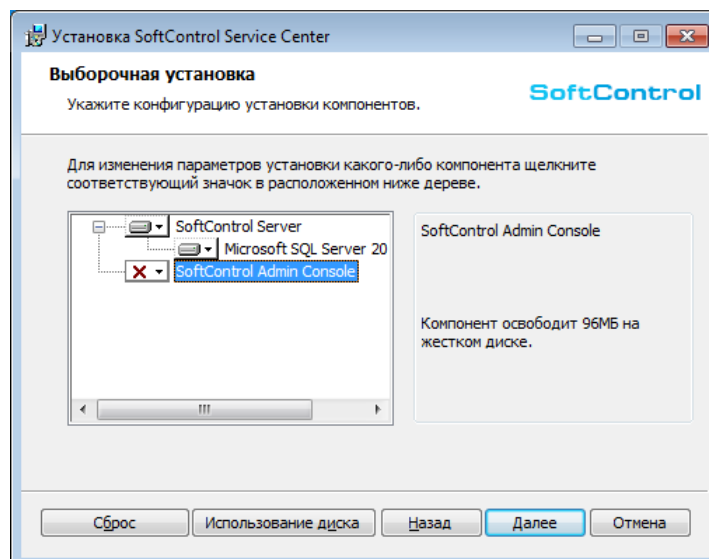 Установка SoftControl Service Center
Выборочная установка
Укажите конфигурацию установки компонентов.
SoftControl
Для изменения параметров установки какого-либо компонента щелкните
соответствующий значок в расположенном ниже дереве.
SoftControl Server
Microsoft SQL Server 20
SoftControl Admin Console
SoftControl Admin Console
Компонент освободит 96МБ на
жестком диске.
Сброс
Использование диска
Назад
Далее
Отмена